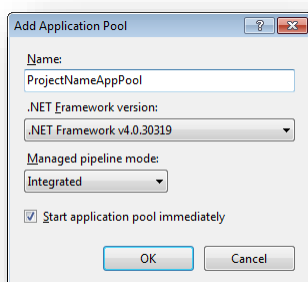 Add Application Pool
Name:
ProjectNameAppPool
.NET Framework version:
.NET Framework v4.0.30319
Managed pipeline mode:
Integrated
Start application pool immediately
OK Cancel